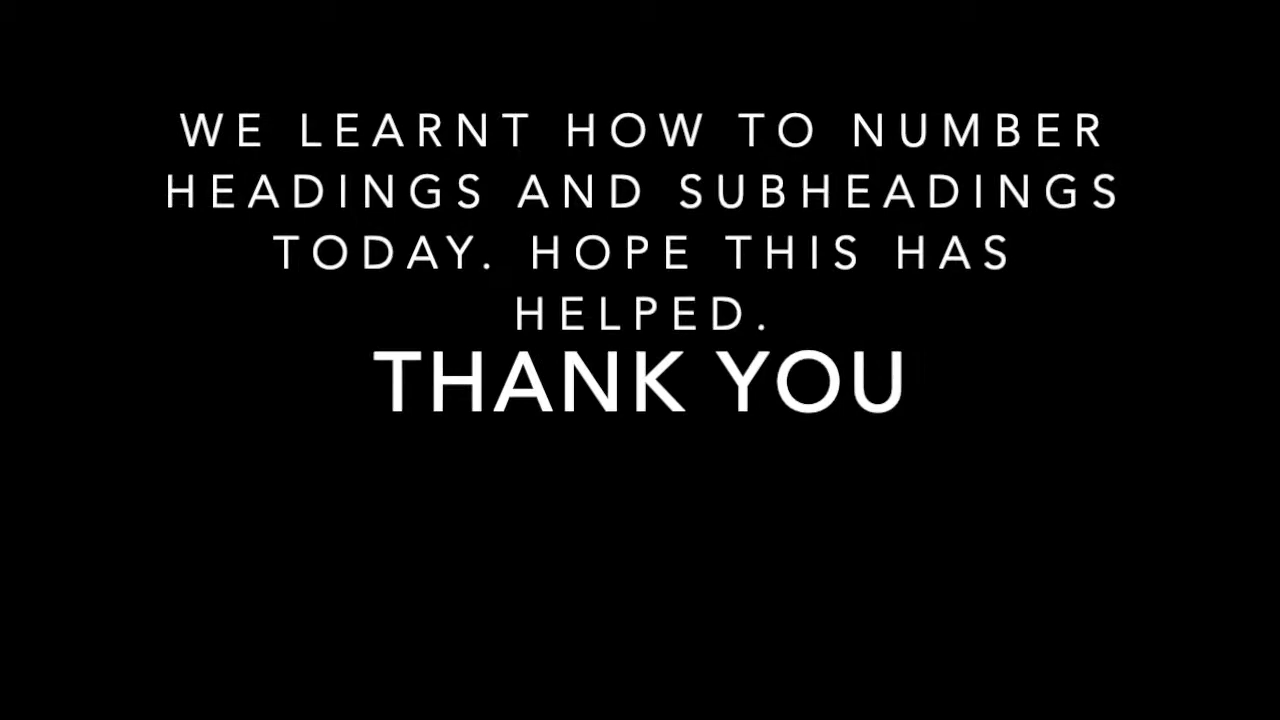 WE LEARNT HOW TO NUMBER
HEADINGS AND SUBHEADINGS
TODAY. HOPE THIS HAS
HELPED.
THANK YOU